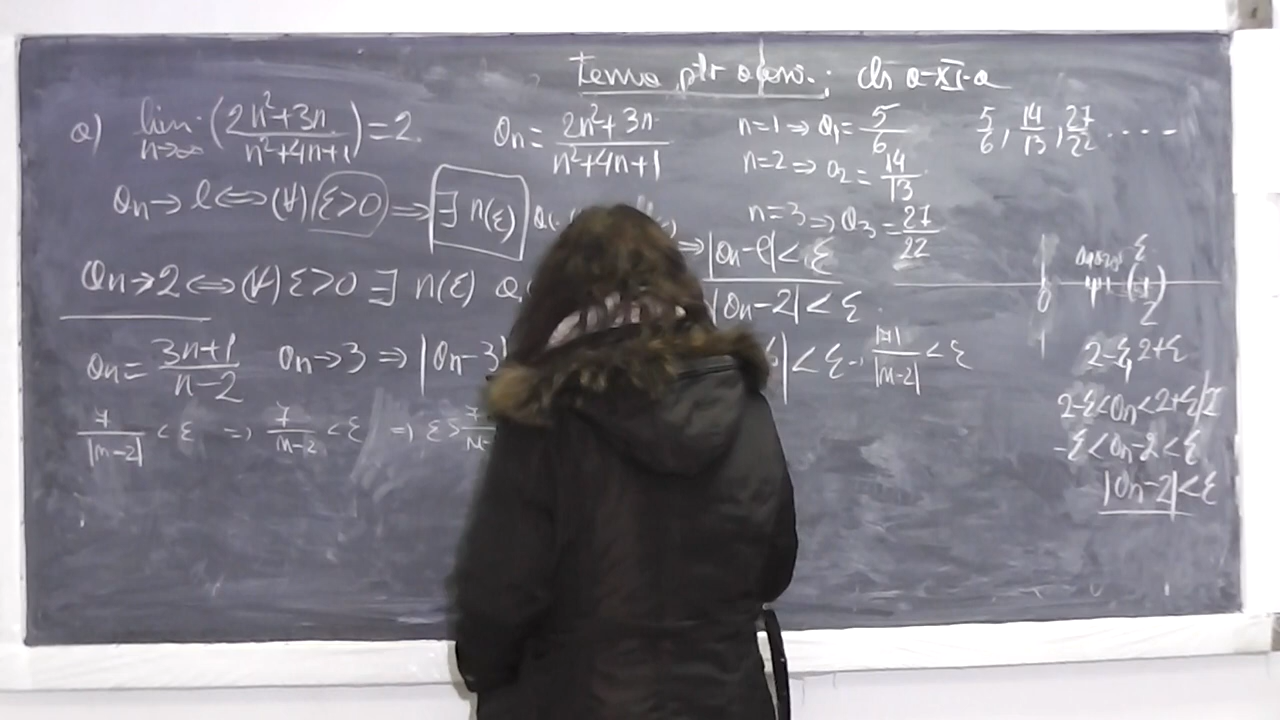 Tema ptr acas.: cls a-XI-a
a) lim n→∞ (2n²+3n / n²+4n+1) = 2
an = 2n²+3n / n²+4n+1
n=1 ⇒ a1 = 5/6
5/6, 14/13, 27/22 .....
n=2 ⇒ a2 = 14/13
an → l ⇔ (∀) ε>0 ⇒ ∃ n(ε)
n=3 ⇒ a3 = 27/22
⇒ |an-l| < ε
an → 2 ⇔ (∀) ε>0 ∃ n(ε)
|an-2| < ε
ε
0
2-ε, 2+ε
an = 3n+1 / n-2
an → 3 ⇒ |an-3|
| < ε
/ |n-2| < ε
2-ε < an < 2+ε |2
7 / |n-2| < ε ⇒ 7 / n-2 < ε ⇒ ε > 7 /
-ε < an-2 < ε
|an-2| < ε